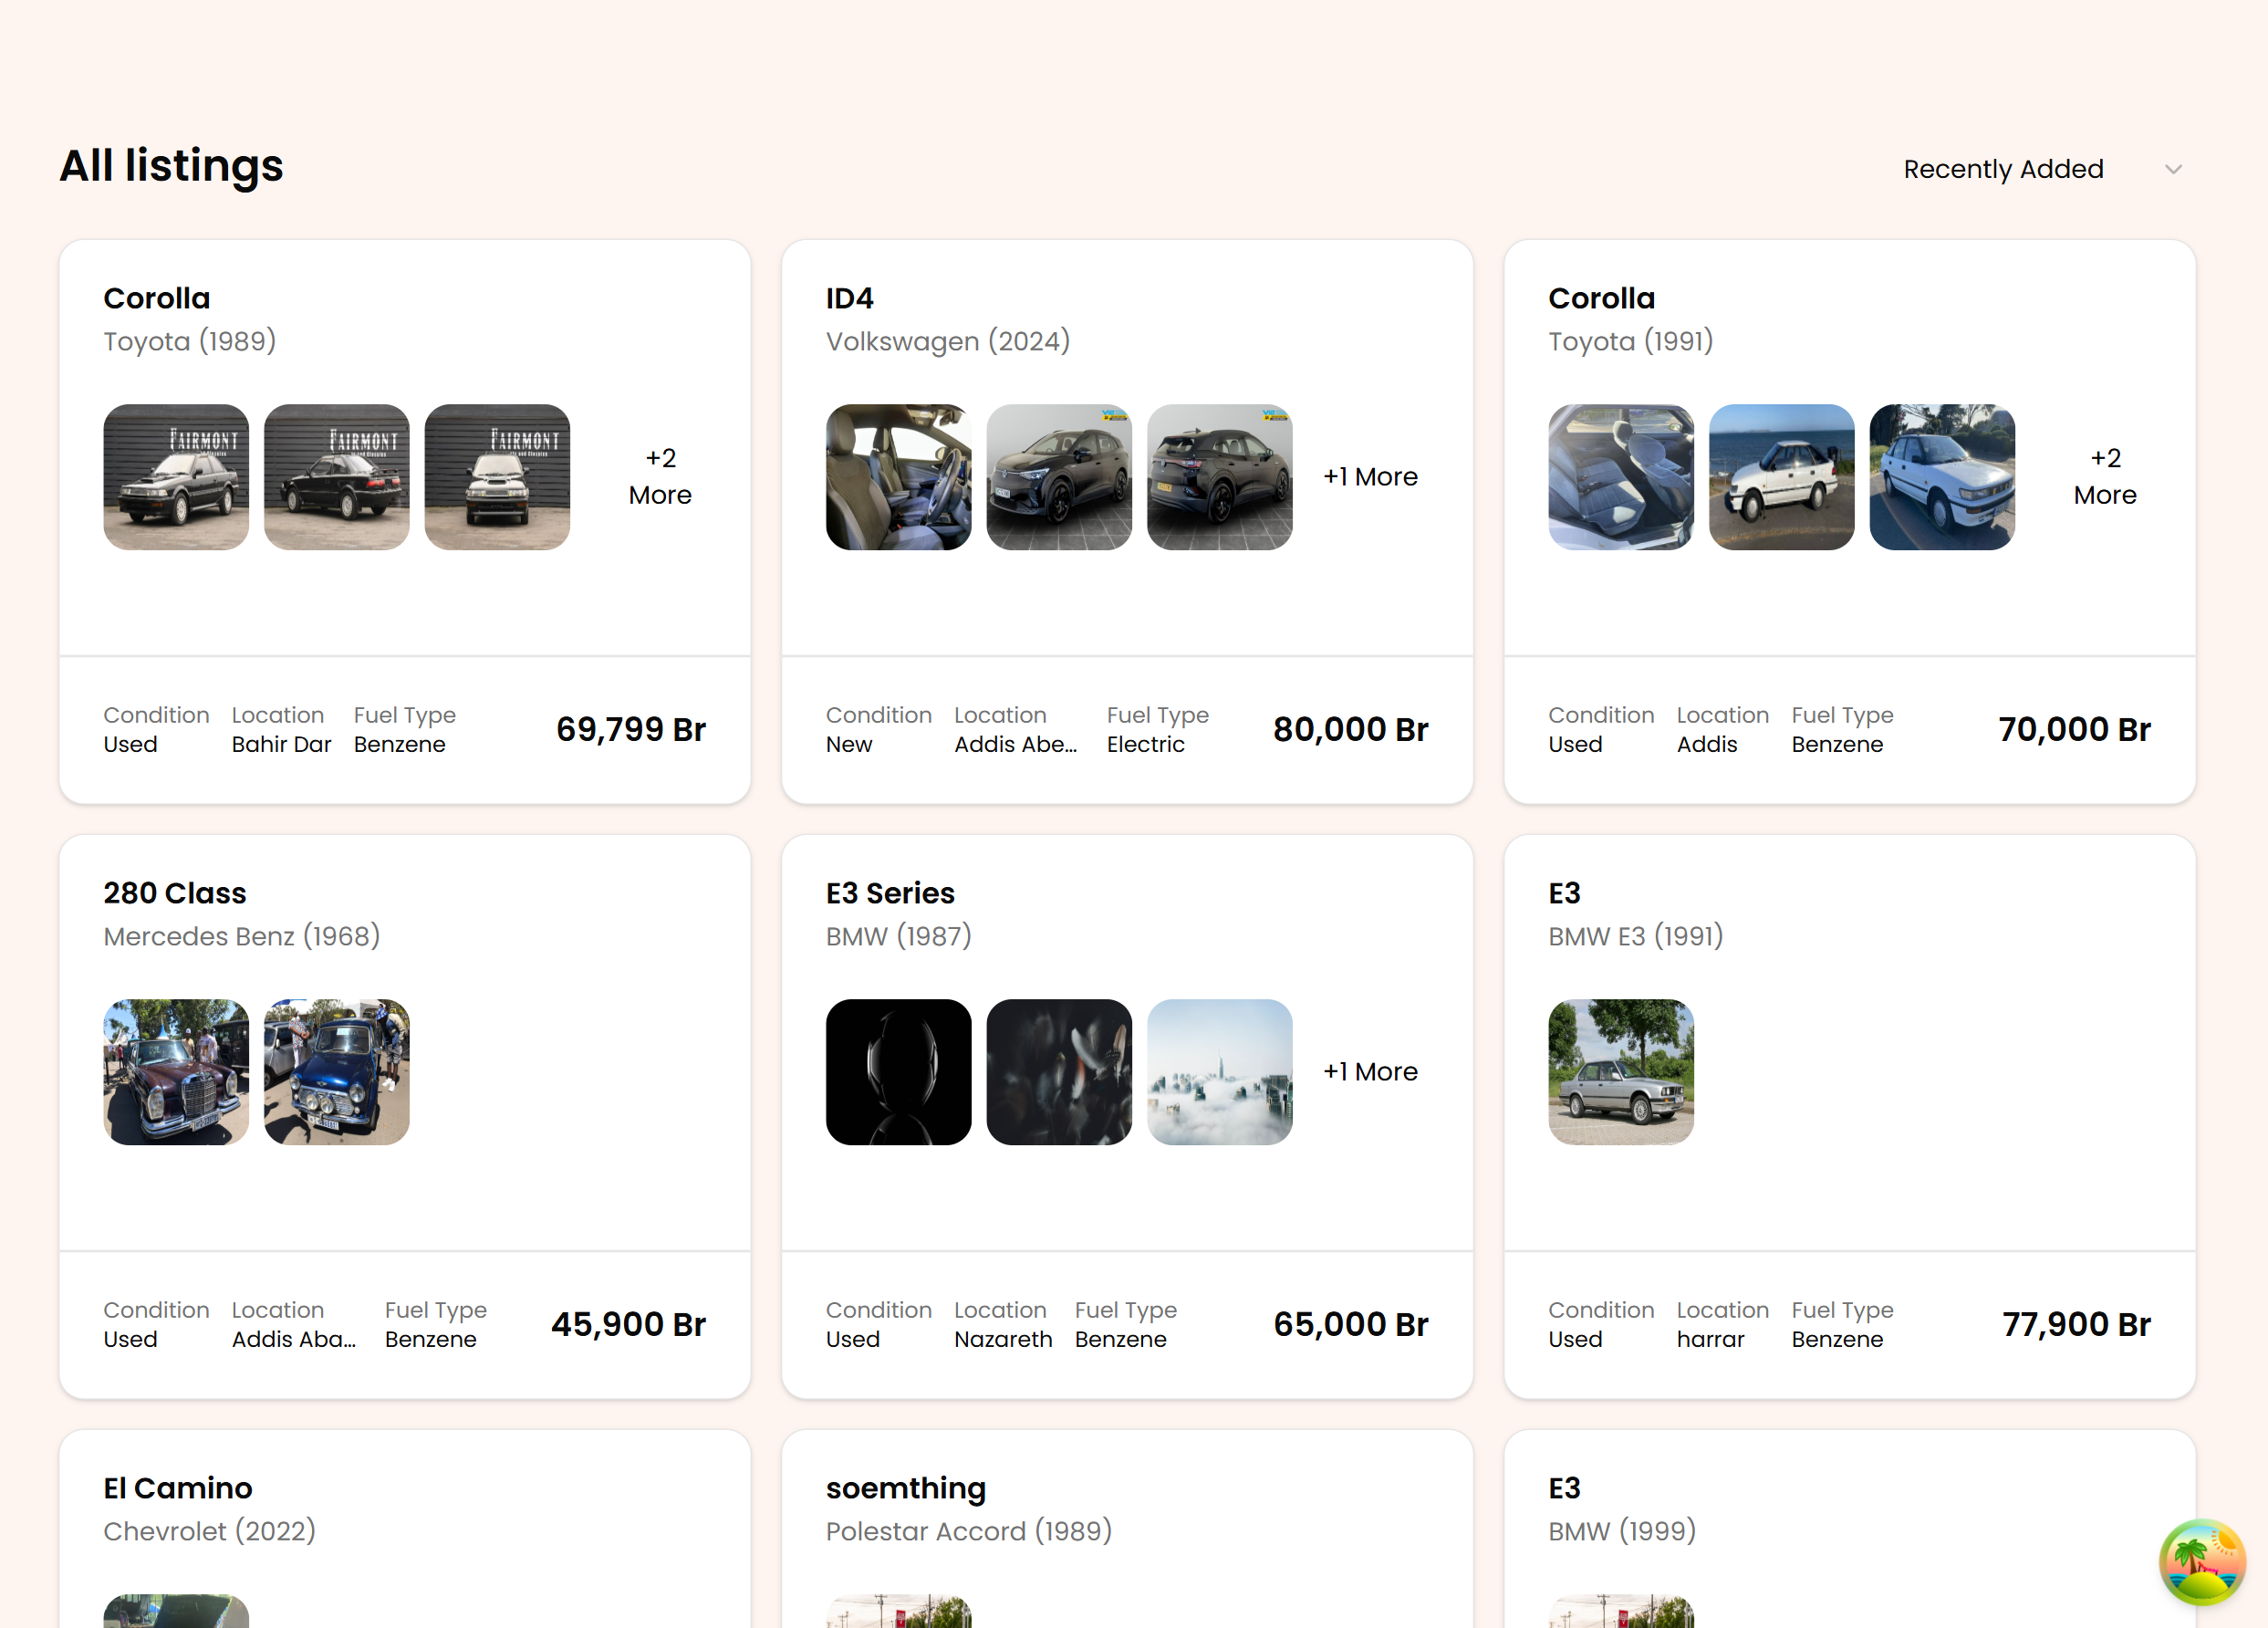 All listings
Recently Added
Corolla
Toyota (1989)
FAIRMONT
FAIRMONT
FAIRMONT
+2
More
Condition
Used
Location
Bahir Dar
Fuel Type
Benzene
69,799 Br
ID4
Volkswagen (2024)
+1 More
Condition
New
Location
Addis Abe...
Fuel Type
Electric
80,000 Br
Corolla
Toyota (1991)
+2
More
Condition
Used
Location
Addis
Fuel Type
Benzene
70,000 Br
280 Class
Mercedes Benz (1968)
Condition
Used
Location
Addis Aba...
Fuel Type
Benzene
45,900 Br
E3 Series
BMW (1987)
+1 More
Condition
Used
Location
Nazareth
Fuel Type
Benzene
65,000 Br
E3
BMW E3 (1991)
Condition
Used
Location
harrar
Fuel Type
Benzene
77,900 Br
El Camino
Chevrolet (2022)
soemthing
Polestar Accord (1989)
E3
BMW (1999)